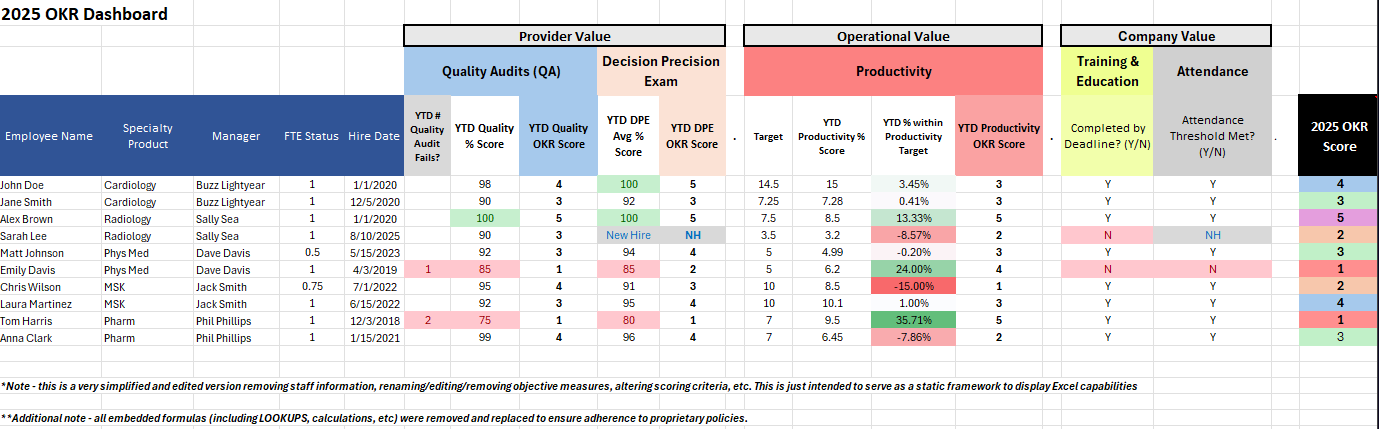 2025 OKR Dashboard
Provider Value Operational Value Company Value
Quality Audits (QA) Decision Precision Exam Productivity Training & Education Attendance
Employee Name Specialty Product Manager FTE Status Hire Date YTD # Quality Audit Fails? YTD Quality % Score YTD Quality OKR Score YTD DPE Avg % Score YTD DPE OKR Score . Target YTD Productivity % Score YTD % within Productivity Target YTD Productivity OKR Score . Completed by Deadline? (Y/N) Attendance Threshold Met? (Y/N) . 2025 OKR Score
John Doe Cardiology Buzz Lightyear 1 1/1/2020 98 4 100 5 14.5 15 3.45% 3 Y Y 4
Jane Smith Cardiology Buzz Lightyear 1 12/5/2020 90 3 92 3 7.25 7.28 0.41% 3 Y Y 3
Alex Brown Radiology Sally Sea 1 1/1/2020 100 5 100 5 7.5 8.5 13.33% 5 Y Y 5
Sarah Lee Radiology Sally Sea 1 8/10/2025 90 3 New Hire NH 3.5 3.2 -8.57% 2 N NH 2
Matt Johnson Phys Med Dave Davis 0.5 5/15/2023 92 3 94 4 5 4.99 -0.20% 3 Y Y 3
Emily Davis Phys Med Dave Davis 1 4/3/2019 1 85 1 85 2 5 6.2 24.00% 4 N N 1
Chris Wilson MSK Jack Smith 0.75 7/1/2022 95 4 91 3 10 8.5 -15.00% 1 Y Y 2
Laura Martinez MSK Jack Smith 1 6/15/2022 92 3 95 4 10 10.1 1.00% 3 Y Y 4
Tom Harris Pharm Phil Phillips 1 12/3/2018 2 75 1 80 1 7 9.5 35.71% 5 Y Y 1
Anna Clark Pharm Phil Phillips 1 1/15/2021 99 4 96 4 7 6.45 -7.86% 2 Y Y 3
*Note - this is a very simplified and edited version removing staff information, renaming/editing/removing objective measures, altering scoring criteria, etc. This is just intended to serve as a static framework to display Excel capabilities
**Additional note - all embedded formulas (including LOOKUPS, calculations, etc) were removed and replaced to ensure adherence to proprietary policies.